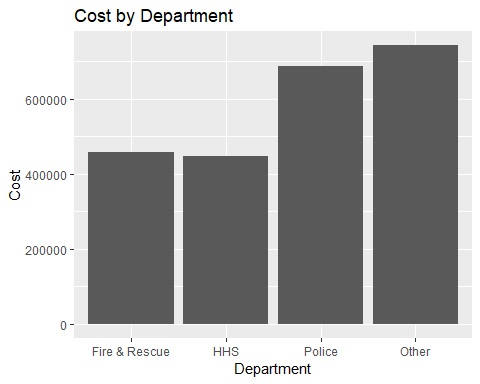 Cost by Department
Cost
600000
400000
200000
0
Fire & Rescue HHS Police Other
Department